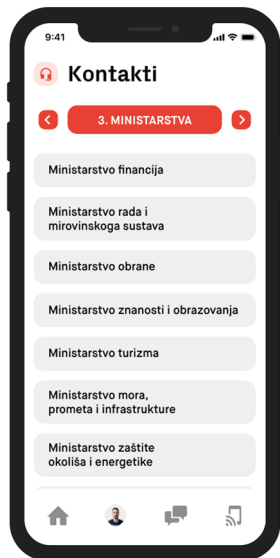 9:41
Kontakti
3. MINISTARSTVA
Ministarstvo financija
Ministarstvo rada i
mirovinskoga sustava
Ministarstvo obrane
Ministarstvo znanosti i obrazovanja
Ministarstvo turizma
Ministarstvo mora,
prometa i infrastrukture
Ministarstvo zaštite
okoliša i energetike